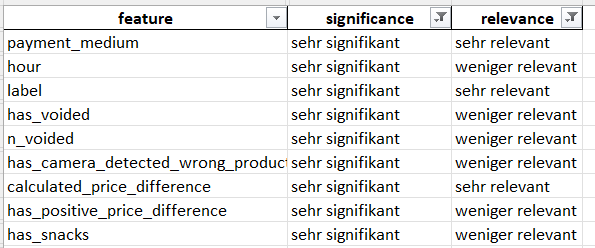 feature significance relevance
payment_medium sehr signifikant sehr relevant
hour sehr signifikant weniger relevant
label sehr signifikant sehr relevant
has_voided sehr signifikant weniger relevant
n_voided sehr signifikant weniger relevant
has_camera_detected_wrong_product sehr signifikant weniger relevant
calculated_price_difference sehr signifikant sehr relevant
has_positive_price_difference sehr signifikant weniger relevant
has_snacks sehr signifikant weniger relevant